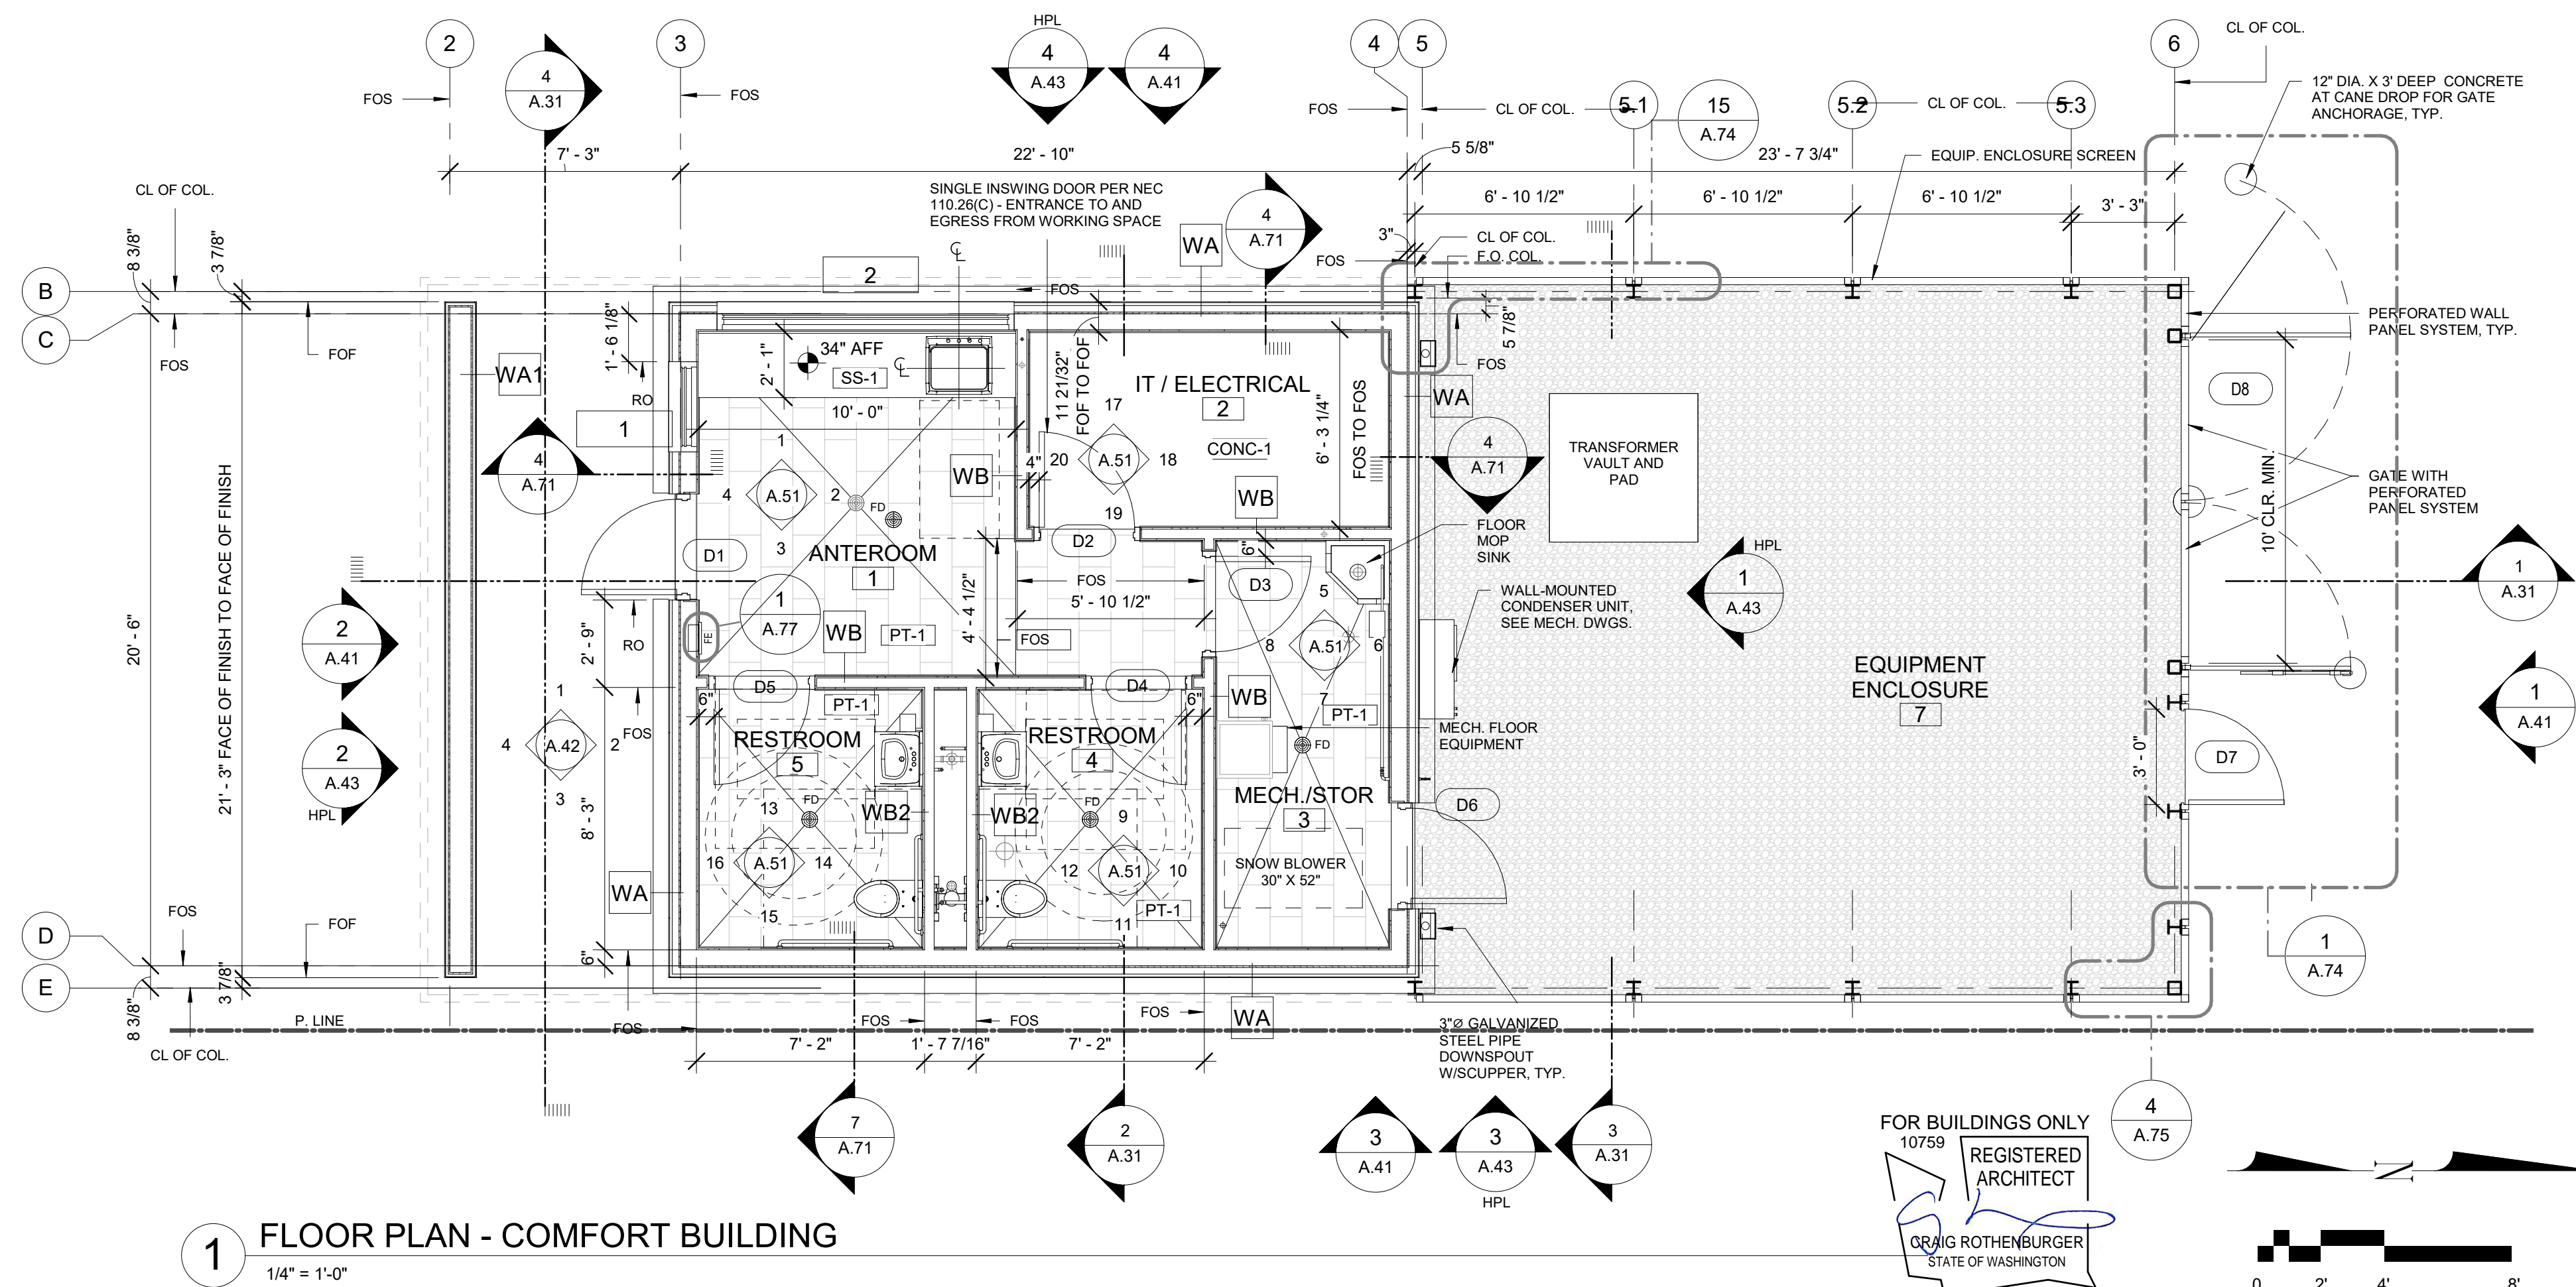 2
3
4
5
6
CL OF COL.
HPL
4
A.31
4
A.43
4
A.41
FOS
FOS
FOS
CL OF COL.
5.1
15
A.74
5.2
CL OF COL.
5.3
12" DIA. X 3' DEEP CONCRETE
AT CANE DROP FOR GATE
ANCHORAGE, TYP.
7' - 3"
22' - 10"
5 5/8"
23' - 7 3/4"
EQUIP. ENCLOSURE SCREEN
CL OF COL.
SINGLE INSWING DOOR PER NEC
110.26(C) - ENTRANCE TO AND
EGRESS FROM WORKING SPACE
6' - 10 1/2"
6' - 10 1/2"
6' - 10 1/2"
3' - 3"
8 3/8"
3 7/8"
4
A.71
WA
3"
CL OF COL.
F.O. COL.
FOS
CL
B
2
FOS
C
FOS
FOF
1' - 6 1/8"
5 7/8"
FOS
PERFORATED WALL
PANEL SYSTEM, TYP.
WA1
RO
2' - 1"
34" AFF
SS-1
CL
10' - 0"
11 21/32"
FOF TO FOF
IT / ELECTRICAL
2
17
CONC-1
6' - 3 1/4"
FOS TO FOS
WA
D8
1
1
4
A.51
2
3
FD
WB
4"
20
A.51
18
19
WB
4
A.71
4
A.71
TRANSFORMER
VAULT AND
PAD
GATE WITH
PERFORATED
PANEL SYSTEM
10' CLR. MIN.
FLOOR
MOP
SINK
D1
ANTEROOM
1
D2
6"
D3
FOS
5' - 10 1/2"
5
8
A.51
6
7
HPL
1
A.43
1
A.31
WALL-MOUNTED
CONDENSER UNIT,
SEE MECH. DWGS.
20' - 6"
21' - 3" FACE OF FINISH TO FACE OF FINISH
2
A.41
2' - 9"
RO
FE
1
A.77
WB
PT-1
4' - 4 1/2"
FOS
EQUIPMENT
ENCLOSURE
7
D5
D4
6"
6"
PT-1
WB
PT-1
1
A.41
2
A.43
HPL
1
4
A.42
2
3
FOS
8' - 3"
RESTROOM
5
RESTROOM
4
FD
MECH. FLOOR
EQUIPMENT
3' - 0"
D7
13
FD
WB2
WB2
FD
9
MECH./STOR
3
D6
16
A.51
14
15
12
A.51
10
11
PT-1
SNOW BLOWER
30" X 52"
WA
D
FOS
FOF
E
6"
8 3/8"
3 7/8"
1
A.74
P. LINE
CL OF COL.
FOS
FOS
FOS
FOS
WA
7' - 2"
1' - 7 7/16"
7' - 2"
3"Ø GALVANIZED
STEEL PIPE
DOWNSPOUT
W/SCUPPER, TYP.
7
A.71
2
A.31
3
A.41
3
A.43
HPL
3
A.31
4
A.75
FOR BUILDINGS ONLY
10759
REGISTERED
ARCHITECT
CRAIG ROTHENBURGER
STATE OF WASHINGTON
N
1
FLOOR PLAN - COMFORT BUILDING
1/4" = 1'-0"
0 2' 4' 8'